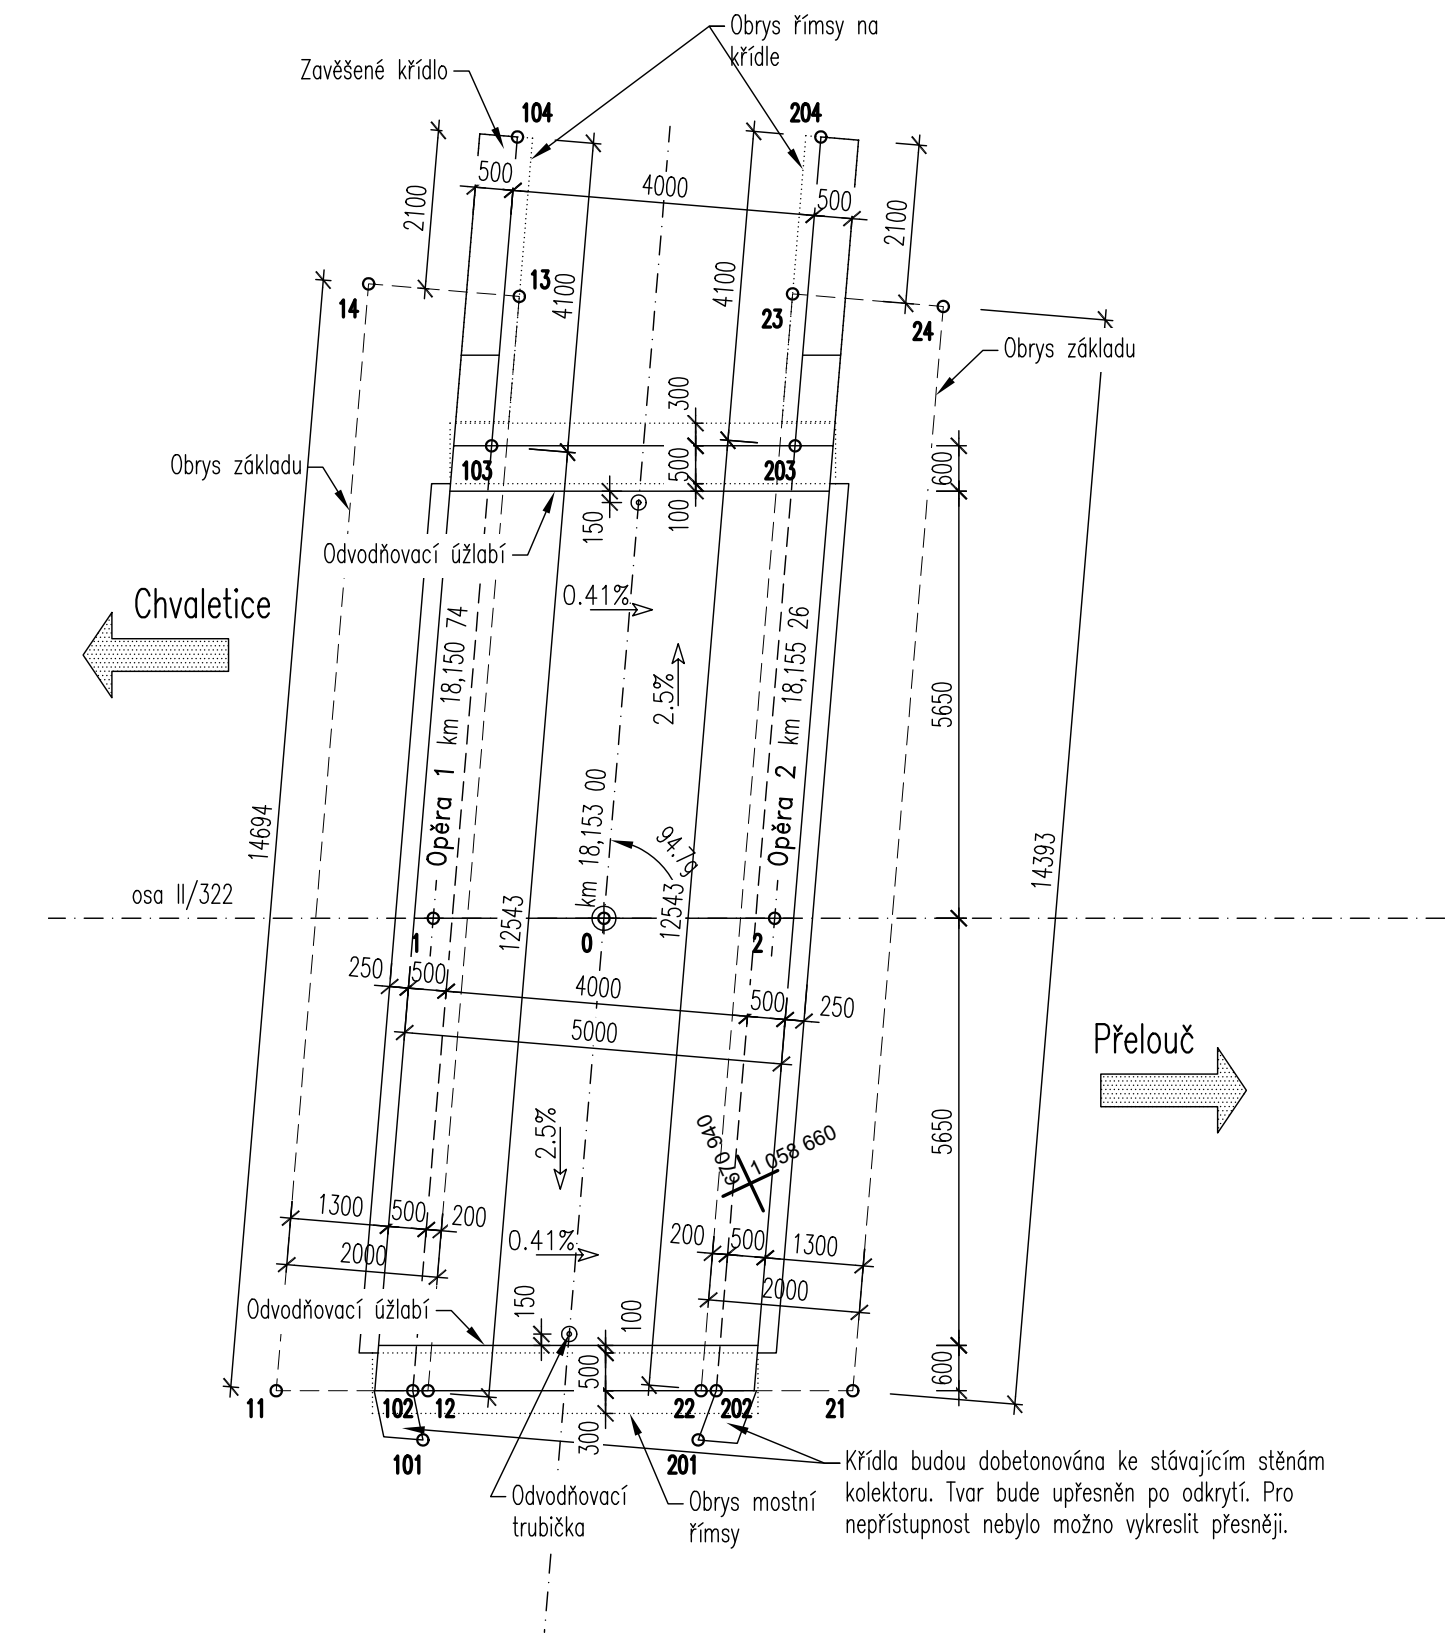 Obrys římsy na
křídle
Zavěšené křídlo
104
204
500
4000
500
2100
2100
13
14
4100
4100
23
24
Obrys základu
300
103
203
500
600
Obrys základu
150
100
Odvodňovací úžlabí
0.41%
Chvaletice
Opěra 1 km 18,150 74
Opěra 2 km 18,155 26
2.5%
5650
14694
km 18,153 00
94.7g
14393
osa II/322
12543
12543
1
0
2
250
500
4000
500
250
5000
Přelouč
2.5%
670 940
1 058 660
5650
1300
500
200
200
500
1300
2000
0.41%
2000
Odvodňovací úžlabí
150
100
500
600
11
102
12
22
202
21
300
101
201
Odvodňovací
trubička
Obrys mostní
římsy
Křídla budou dobetonována ke stávajícím stěnám
kolektoru. Tvar bude upřesněn po odkrytí. Pro
nepřístupnost nebylo možno vykreslit přesněji.